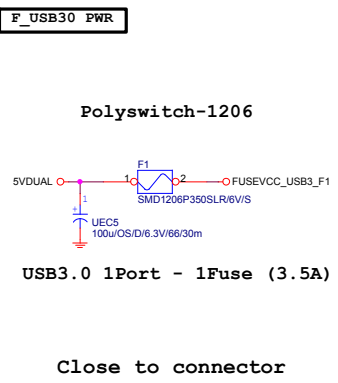 F_USB30 PWR
Polyswitch-1206
F1
5VDUAL 1 2 FUSEVCC_USB3_F1
SMD1206P350SLR/6V/S
1
+
UEC5
100u/OS/D/6.3V/66/30m
USB3.0 1Port - 1Fuse (3.5A)
Close to connector